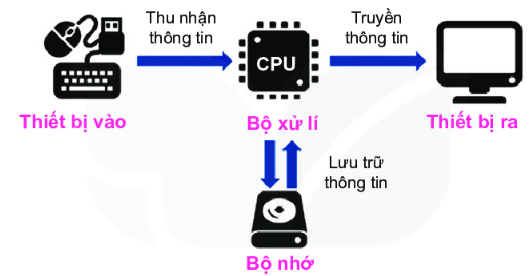 Thu nhận
thông tin
Truyền
thông tin
CPU
Thiết bị vào
Bộ xử lí
Thiết bị ra
Lưu trữ
thông tin
Bộ nhớ